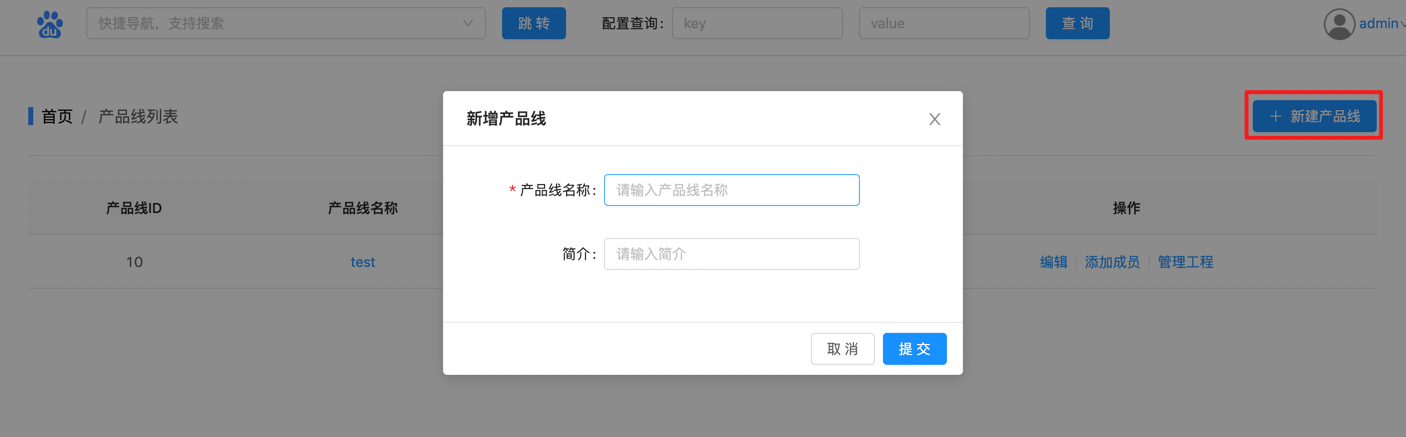 du 快捷导航，支持搜索 跳 转 配置查询： key value 查 询 admin
首页 / 产品线列表 + 新建产品线
新增产品线
* 产品线名称： 请输入产品线名称
简介： 请输入简介
取 消 提 交
产品线ID 产品线名称 操作
10 test 编辑 添加成员 管理工程